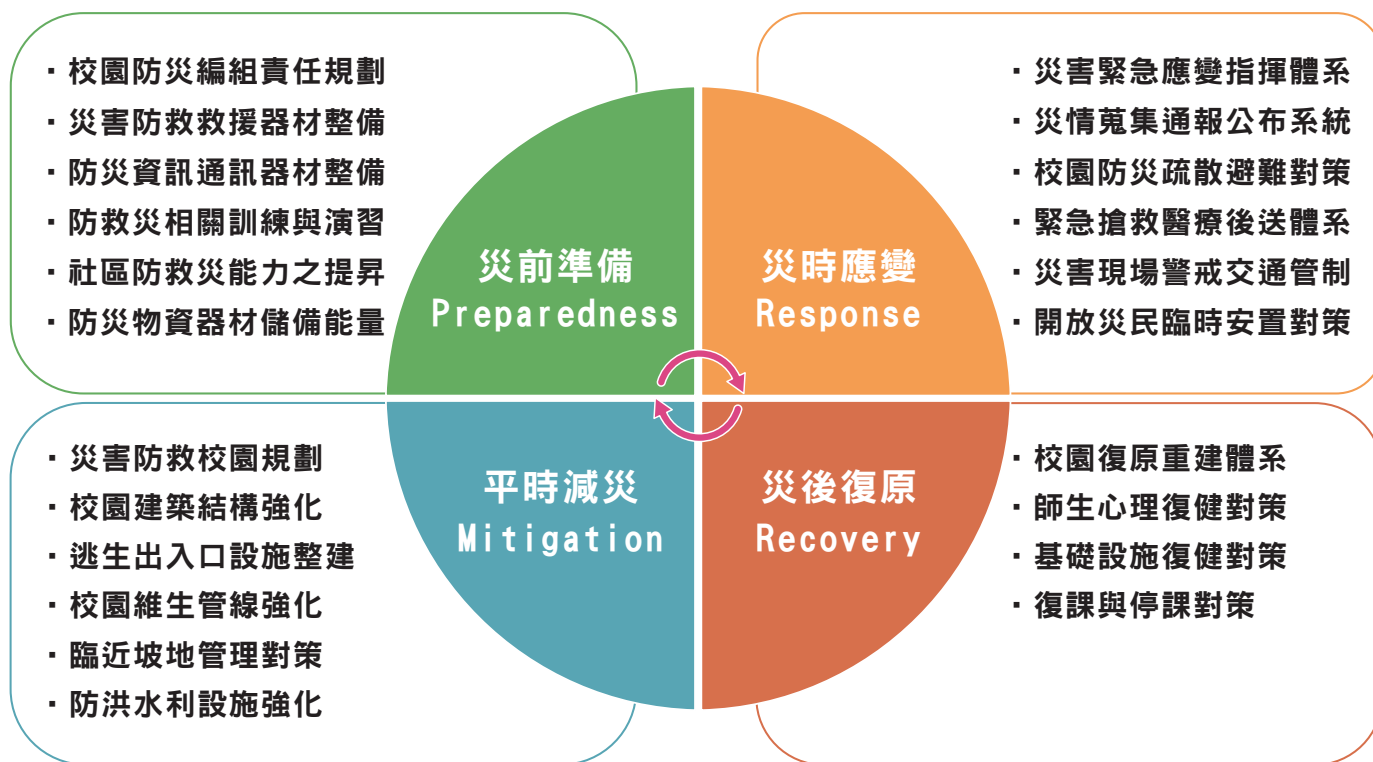 ・校園防災編組責任規劃
・災害防救救援器材整備
・防災資訊通訊器材整備
・防救災相關訓練與演習
・社區防救災能力之提昇
・防災物資器材儲備能量
災前準備
Preparedness
・災害緊急應變指揮體系
・災情蒐集通報公布系統
・校園防災疏散避難對策
・緊急搶救醫療後送體系
・災害現場警戒交通管制
・開放災民臨時安置對策
災時應變
Response
・災害防救校園規劃
・校園建築結構強化
・逃生出入口設施整建
・校園維生管線強化
・臨近坡地管理對策
・防洪水利設施強化
平時減災
Mitigation
・校園復原重建體系
・師生心理復健對策
・基礎設施復健對策
・復課與停課對策
災後復原
Recovery